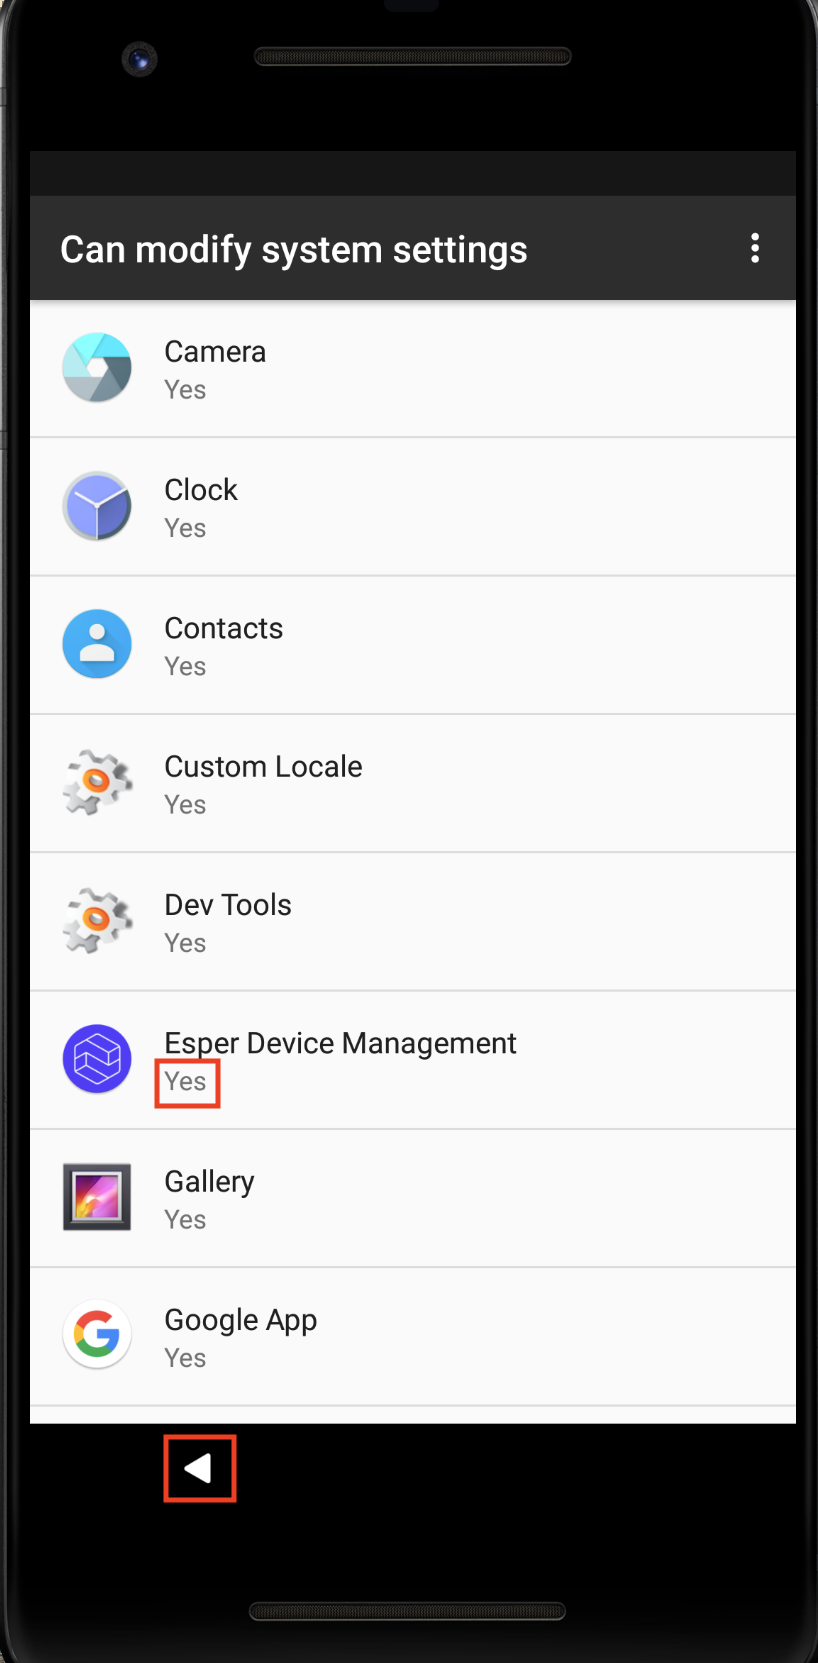 Can modify system settings
Camera
Yes
Clock
Yes
Contacts
Yes
Custom Locale
Yes
Dev Tools
Yes
Esper Device Management
Yes
Gallery
Yes
Google App
Yes